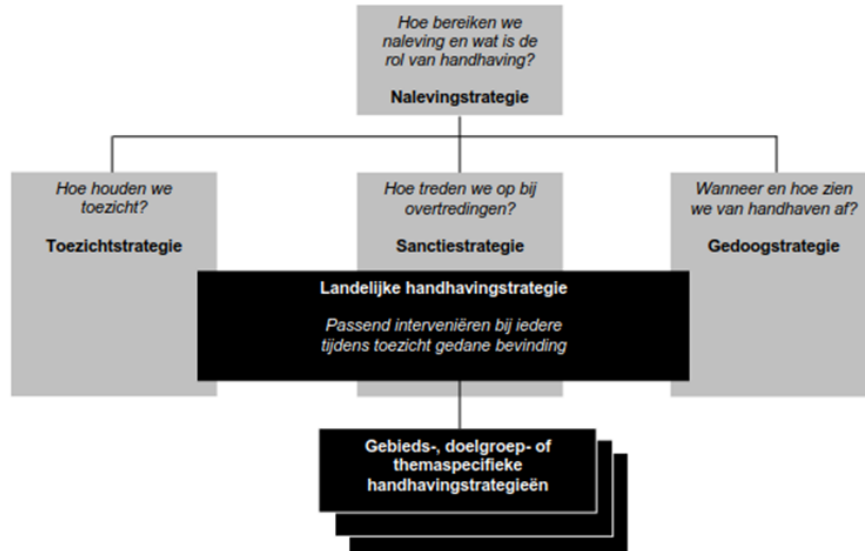 Hoe bereiken we
naleving en wat is de
rol van handhaving?
Nalevingstrategie
Hoe houden we
toezicht?
Toezichtstrategie
Hoe treden we op bij
overtredingen?
Sanctiestrategie
Wanneer en hoe zien
we van handhaven af?
Gedoogstrategie
Landelijke handhavingstrategie
Passend interveniëren bij iedere
tijdens toezicht gedane bevinding
Gebieds-, doelgroep- of
themaspecifieke
handhavingstrategieën